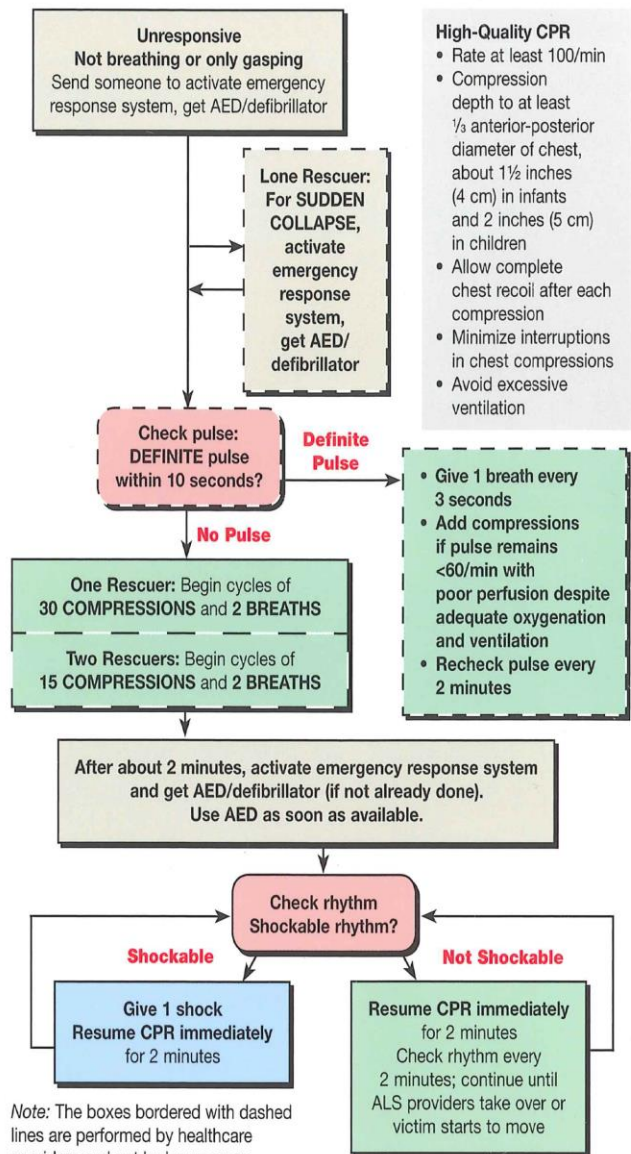 Unresponsive
Not breathing or only gasping
Send someone to activate emergency
response system, get AED/defibrillator
High-Quality CPR
• Rate at least 100/min
• Compression
depth to at least
⅓ anterior-posterior
diameter of chest,
about 1½ inches
(4 cm) in infants
and 2 inches (5 cm)
in children
• Allow complete
chest recoil after each
compression
• Minimize interruptions
in chest compressions
• Avoid excessive
ventilation
Lone Rescuer:
For SUDDEN
COLLAPSE,
activate
emergency
response
system,
get AED/
defibrillator
Check pulse:
DEFINITE pulse
within 10 seconds?
Definite
Pulse
• Give 1 breath every
3 seconds
• Add compressions
if pulse remains
<60/min with
poor perfusion despite
adequate oxygenation
and ventilation
• Recheck pulse every
2 minutes
No Pulse
One Rescuer: Begin cycles of
30 COMPRESSIONS and 2 BREATHS
Two Rescuers: Begin cycles of
15 COMPRESSIONS and 2 BREATHS
After about 2 minutes, activate emergency response system
and get AED/defibrillator (if not already done).
Use AED as soon as available.
Check rhythm
Shockable rhythm?
Shockable
Not Shockable
Give 1 shock
Resume CPR immediately
for 2 minutes
Resume CPR immediately
for 2 minutes
Check rhythm every
2 minutes; continue until
ALS providers take over or
victim starts to move
Note: The boxes bordered with dashed
lines are performed by healthcare